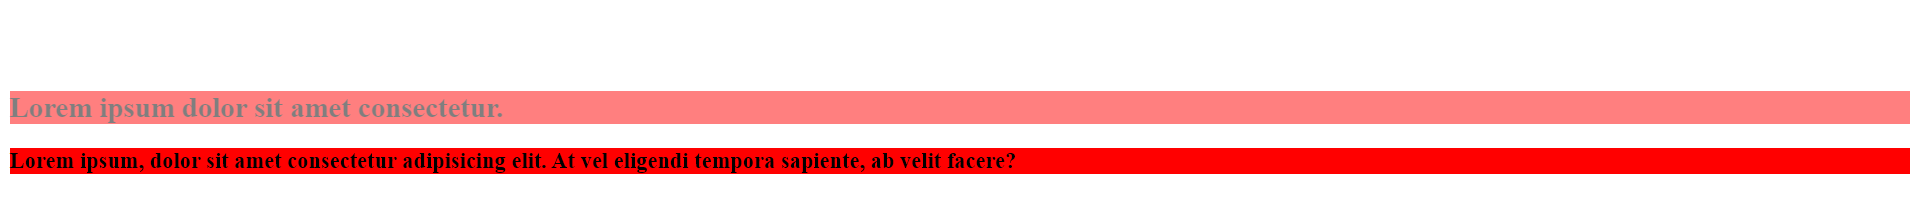 Lorem ipsum dolor sit amet consectetur.
Lorem ipsum, dolor sit amet consectetur adipisicing elit. At vel eligendi tempora sapiente, ab velit facere?